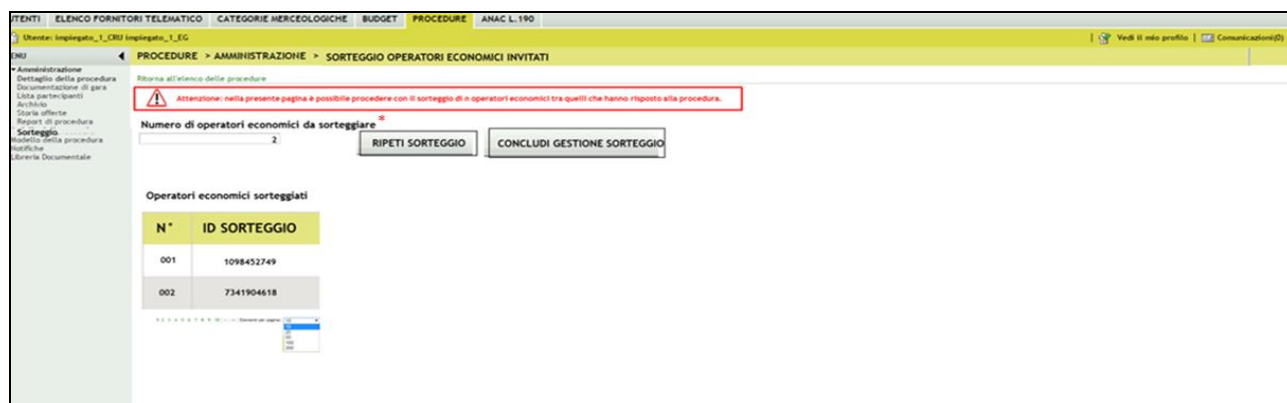 UTENTI ELENCO FORNITORI TELEMATICO CATEGORIE MERCEOLOGICHE BUDGET PROCEDURE ANAC L.190
Utente: impiegato_1_CRU impiegato_1_EG | Vedi il mio profilo | Comunicazioni(0)
ENU PROCEDURE > AMMINISTRAZIONE > SORTEGGIO OPERATORI ECONOMICI INVITATI
Amministrazione
Dettaglio della procedura
Documentazione di gara
Lista partecipanti
Archivio
Storia offerte
Report di procedura
Sorteggio
Modello della procedura
Notifiche
Libreria Documentale
Ritorna all'elenco delle procedure
Attenzione: nella presente pagina è possibile procedere con il sorteggio di n operatori economici tra quelli che hanno risposto alla procedura.
Numero di operatori economici da sorteggiare *
2 RIPETI SORTEGGIO CONCLUDI GESTIONE SORTEGGIO
Operatori economici sorteggiati
N° ID SORTEGGIO
001 1098452749
002 7341904618
Elementi per pagina